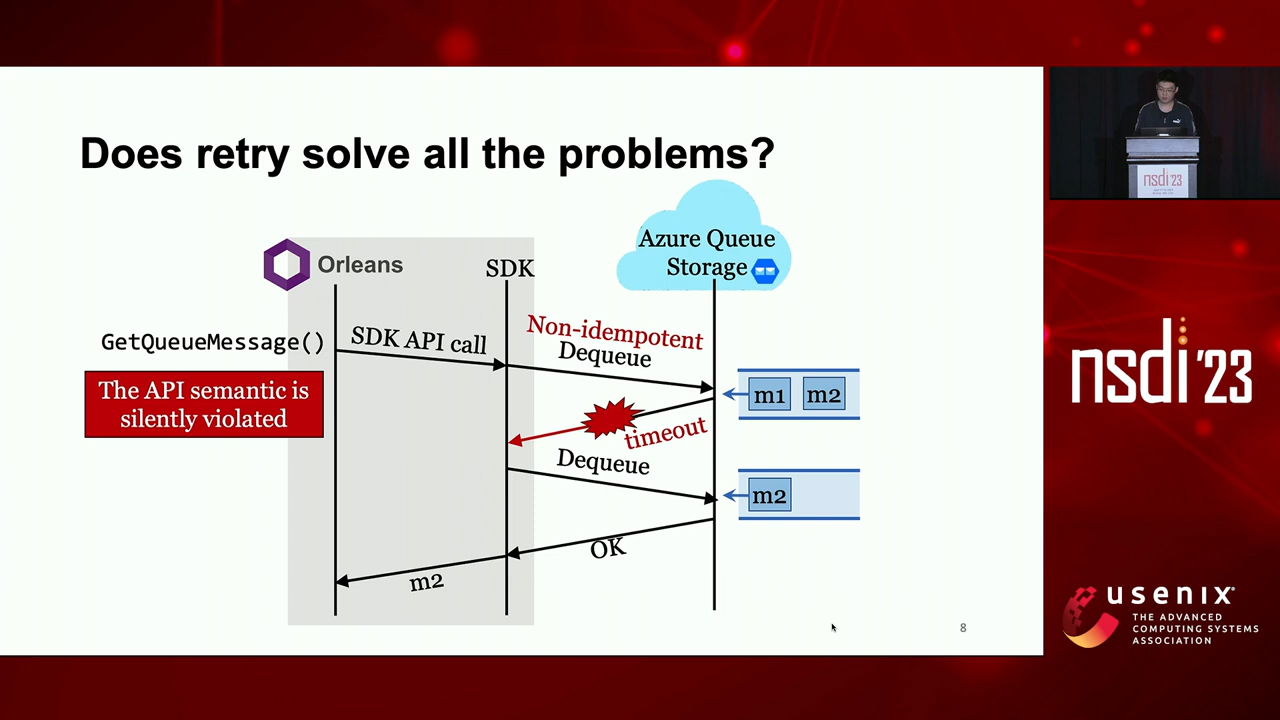 Does retry solve all the problems?
Azure Queue
Storage
Orleans
SDK
GetQueueMessage()
SDK API call
Non-idempotent
Dequeue
The API semantic is
silently violated
m1
m2
timeout
Dequeue
m2
OK
m2
8
nsdi'23
nsdi '23
usenix
THE ADVANCED
COMPUTING SYSTEMS
ASSOCIATION